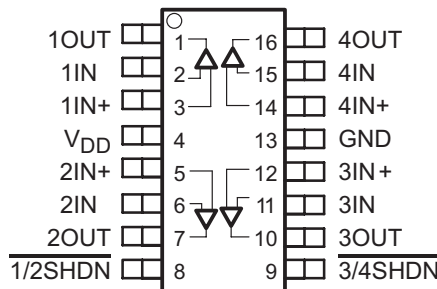 1OUT 1 16 4OUT
1IN 2 15 4IN
1IN+ 3 14 4IN+
VDD 4 13 GND
2IN+ 5 12 3IN+
2IN 6 11 3IN
2OUT 7 10 3OUT
1/2SHDN 8 9 3/4SHDN